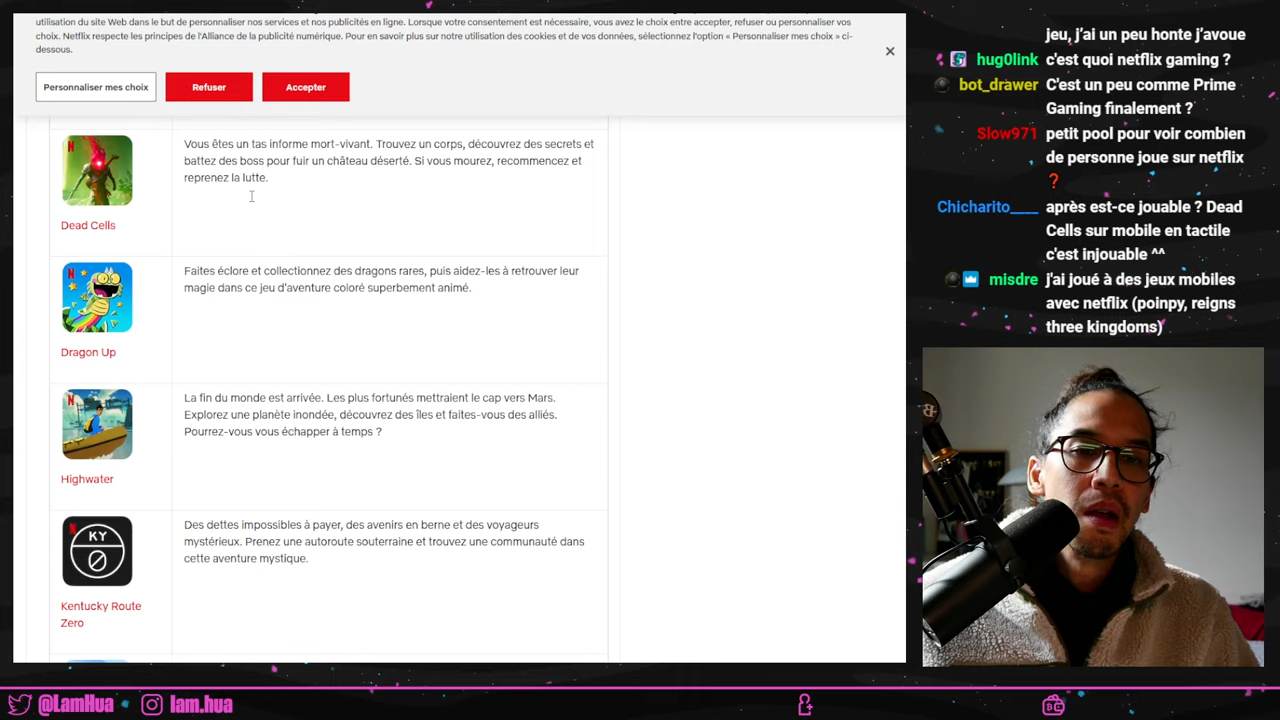 utilisation du site Web dans le but de personnaliser nos services et nos publicités en ligne. Lorsque votre consentement est nécessaire, vous avez le choix entre accepter, refuser ou personnaliser vos
choix. Netflix respecte les principes de l'Alliance de la publicité numérique. Pour en savoir plus sur notre utilisation des cookies et de vos données, sélectionnez l'option « Personnaliser mes choix » ci-
dessous.
Personnaliser mes choix
Refuser
Accepter
Vous êtes un tas informe mort-vivant. Trouvez un corps, découvrez des secrets et
battez des boss pour fuir un château déserté. Si vous mourez, recommencez et
reprenez la lutte.
Dead Cells
Faites éclore et collectionnez des dragons rares, puis aidez-les à retrouver leur
magie dans ce jeu d'aventure coloré superbement animé.
Dragon Up
La fin du monde est arrivée. Les plus fortunés mettraient le cap vers Mars.
Explorez une planète inondée, découvrez des îles et faites-vous des alliés.
Pourrez-vous vous échapper à temps ?
Highwater
KY
0
Des dettes impossibles à payer, des avenirs en berne et des voyageurs
mystérieux. Prenez une autoroute souterraine et trouvez une communauté dans
cette aventure mystique.
Kentucky Route
Zero
jeu, j'ai un peu honte j'avoue
hug0link c'est quoi netflix gaming ?
bot_drawer C'est un peu comme Prime
Gaming finalement ?
Slow971 petit pool pour voir combien
de personne joue sur netflix
?
Chicharito____ après est-ce jouable ? Dead
Cells sur mobile en tactile
c'est injouable ^^
misdre j'ai joué à des jeux mobiles
avec netflix (poinpy, reigns
three kingdoms)
@LamHua
lam.hua